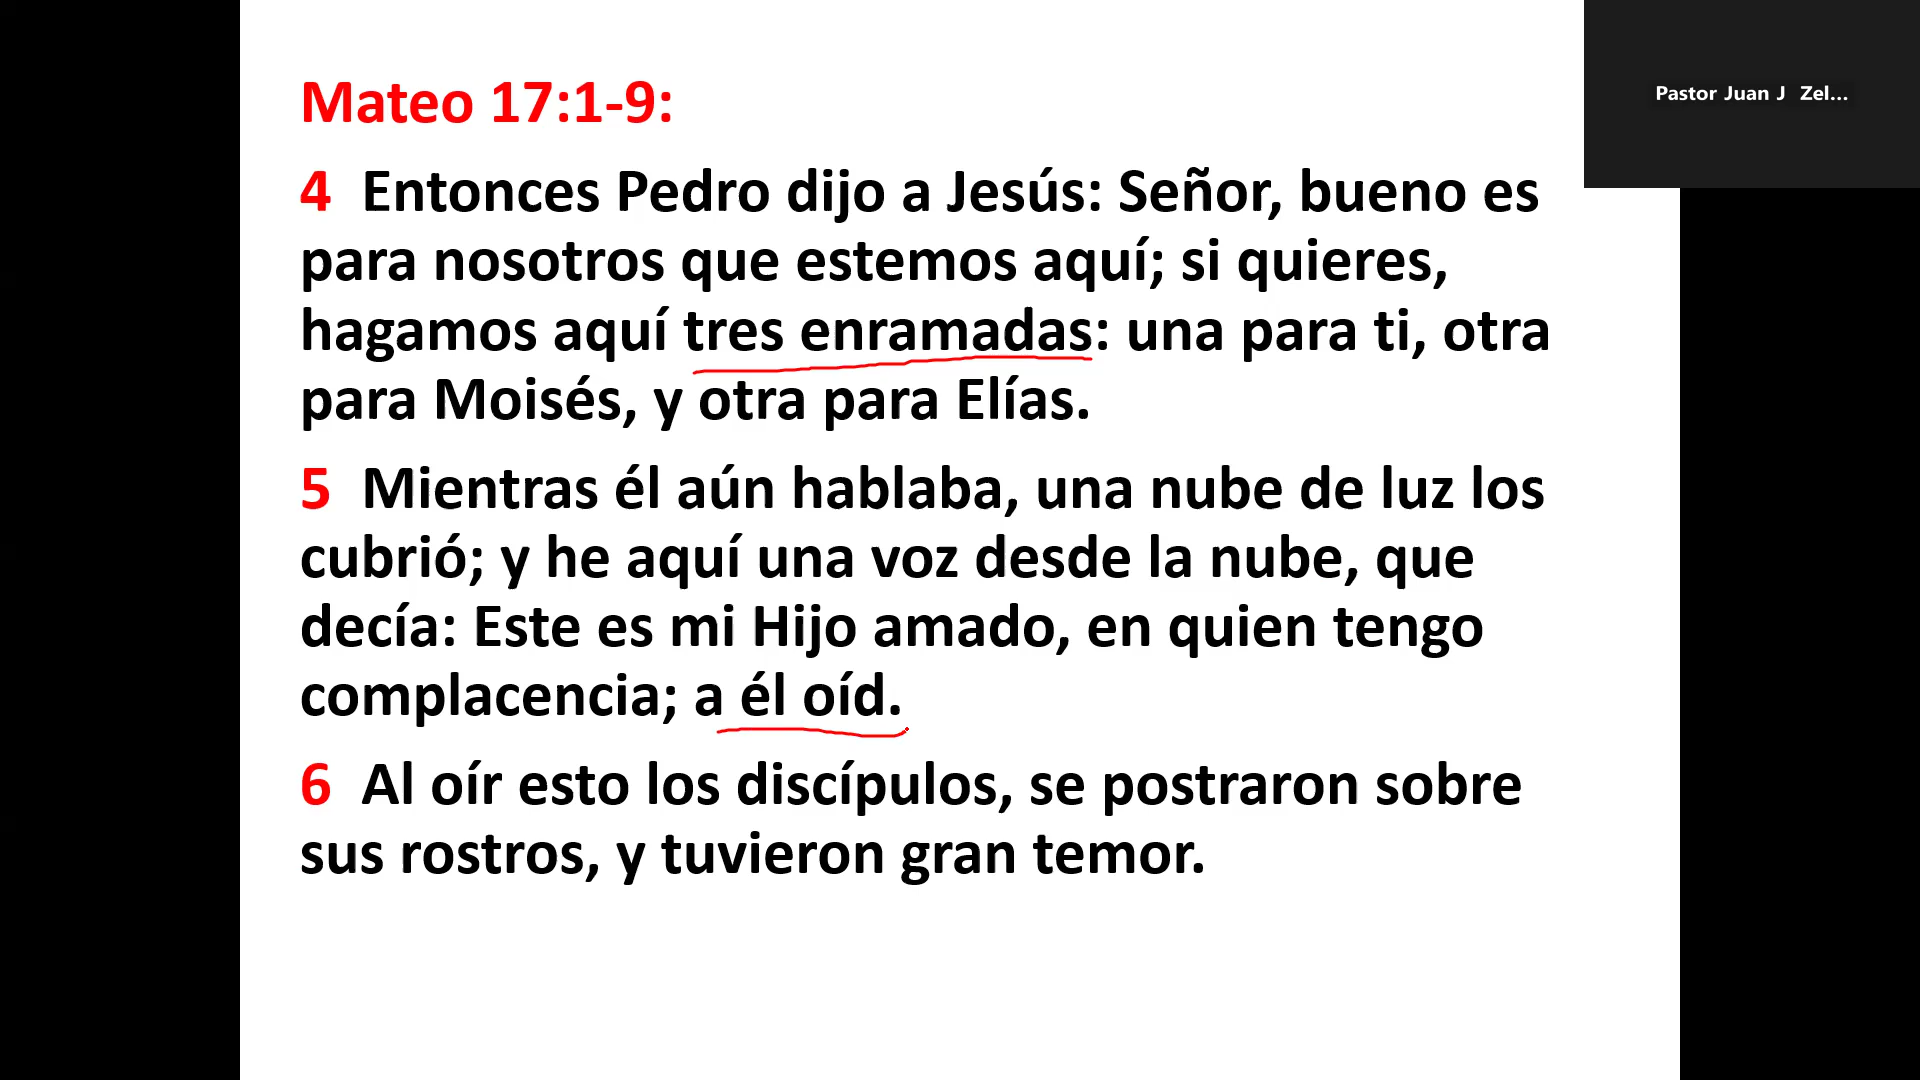 Mateo 17:1-9:
4 Entonces Pedro dijo a Jesús: Señor, bueno es
para nosotros que estemos aquí; si quieres,
hagamos aquí tres enramadas: una para ti, otra
para Moisés, y otra para Elías.
5 Mientras él aún hablaba, una nube de luz los
cubrió; y he aquí una voz desde la nube, que
decía: Este es mi Hijo amado, en quien tengo
complacencia; a él oíd.
6 Al oír esto los discípulos, se postraron sobre
sus rostros, y tuvieron gran temor.
Pastor Juan J Zel...